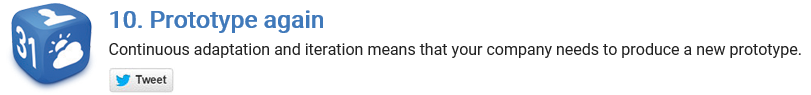 31
10. Prototype again
Continuous adaptation and iteration means that your company needs to produce a new prototype.
Tweet